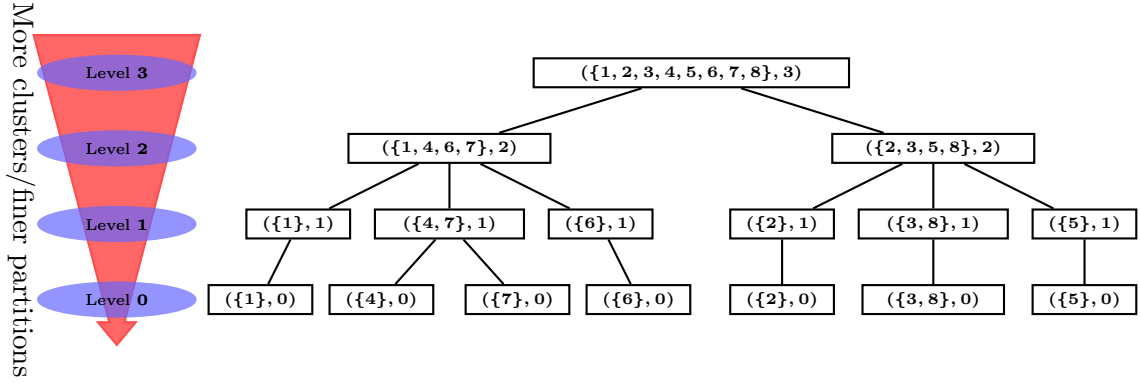 More clusters/finer partitions
Level 3
({1, 2, 3, 4, 5, 6, 7, 8}, 3)
Level 2
({1, 4, 6, 7}, 2)
({2, 3, 5, 8}, 2)
Level 1
({1}, 1)
({4, 7}, 1)
({6}, 1)
({2}, 1)
({3, 8}, 1)
({5}, 1)
Level 0
({1}, 0)
({4}, 0)
({7}, 0)
({6}, 0)
({2}, 0)
({3, 8}, 0)
({5}, 0)